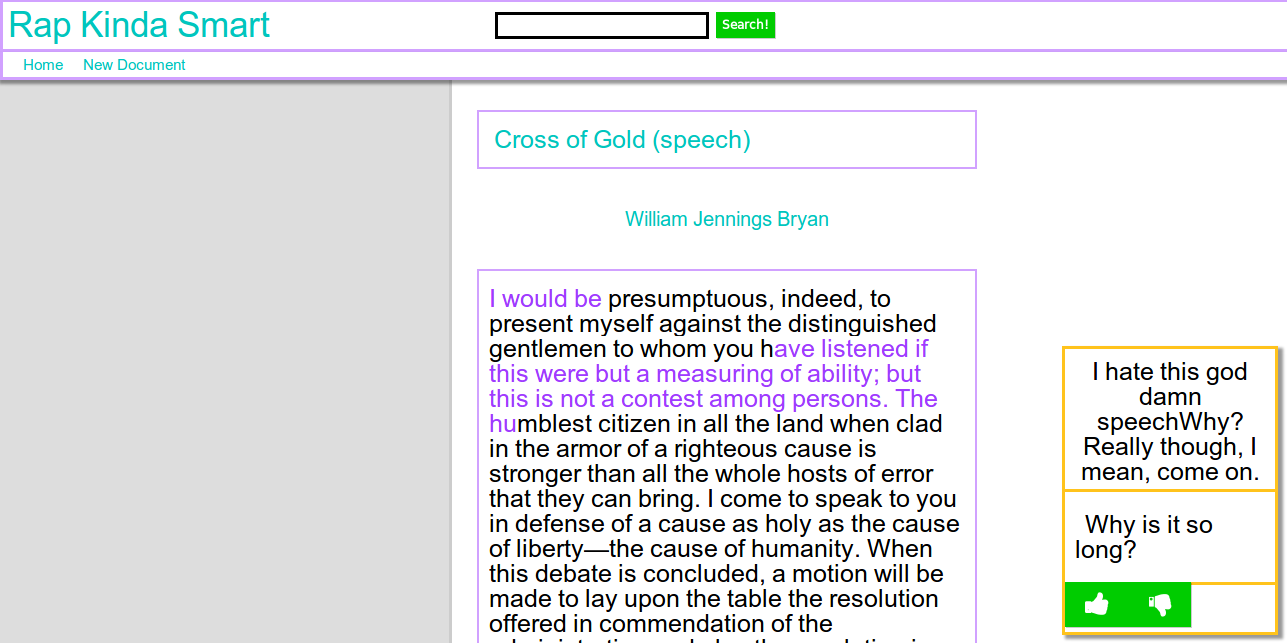 Rap Kinda Smart
Search!
Home New Document
Cross of Gold (speech)
William Jennings Bryan
I would be presumptuous, indeed, to
present myself against the distinguished
gentlemen to whom you have listened if
this were but a measuring of ability; but
this is not a contest among persons. The
humblest citizen in all the land when clad
in the armor of a righteous cause is
stronger than all the whole hosts of error
that they can bring. I come to speak to you
in defense of a cause as holy as the cause
of liberty—the cause of humanity. When
this debate is concluded, a motion will be
made to lay upon the table the resolution
offered in commendation of the
I hate this god
damn
speechWhy?
Really though, I
mean, come on.
Why is it so
long?